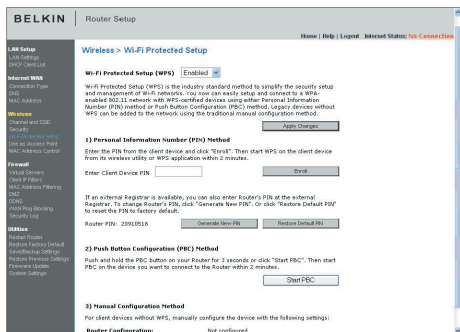 BELKIN
Router Setup
Home | Help | Logout Internet Status: No Connection
LAN Setup
LAN Settings
DHCP Client List
Internet WAN
Connection Type
DNS
MAC Address
Wireless
Channel and SSID
Security
Wi-Fi Protected Setup
Use as Access Point
MAC Address Control
Firewall
Virtual Servers
Client IP Filters
MAC Address Filtering
DMZ
DDNS
WAN Ping Blocking
Security Log
Utilities
Restart Router
Restore Factory Default
Save/Backup Settings
Restore Previous Settings
Firmware Update
System Settings
Wireless > Wi-Fi Protected Setup
Wi-Fi Protected Setup (WPS) Enabled
Wi-Fi Protected Setup (WPS) is the industry standard method to simplify the security setup
and management of Wi-Fi networks. You now can easily setup and connect to a WPA-
enabled 802.11 network with WPS-certified devices using either Personal Information
Number (PIN) method or Push Button Configuration (PBC) method. Legacy devices without
WPS can be added to the network using the traditional manual configuration method.
Apply Changes
1) Personal Information Number (PIN) Method
Enter the PIN from the client device and click "Enroll". Then start WPS on the client device
from its wireless utility or WPS application within 2 minutes.
Enter Client Device PIN Enroll
If an external Registrar is available, you can also enter Router's PIN at the external
Registrar. To change Router's PIN, click "Generate New PIN". Or click "Restore Default PIN"
to reset the PIN to factory default.
Router PIN: 20910518 Generate New PIN Restore Default PIN
2) Push Button Configuration (PBC) Method
Push and hold the PBC button on your Router for 3 seconds or click "Start PBC". Then start
PBC on the device you want to connect to the Router within 2 minutes.
Start PBC
3) Manual Configuration Method
For client devices without WPS, manually configure the device with the following settings:
Router Configuration: Not configured